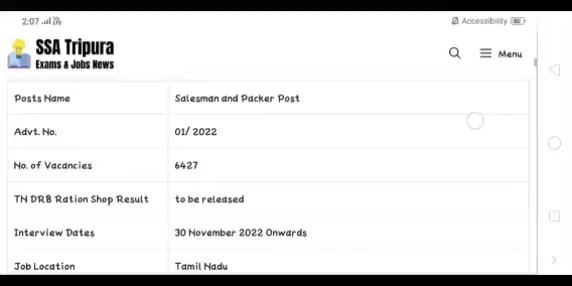 2:07
Accessibility
SSA Tripura
Exams & Jobs News
Menu
Posts Name Salesman and Packer Post
Advt. No. 01/ 2022
No. of Vacancies 6427
TN DRB Ration Shop Result to be released
Interview Dates 30 November 2022 Onwards
Job Location Tamil Nadu